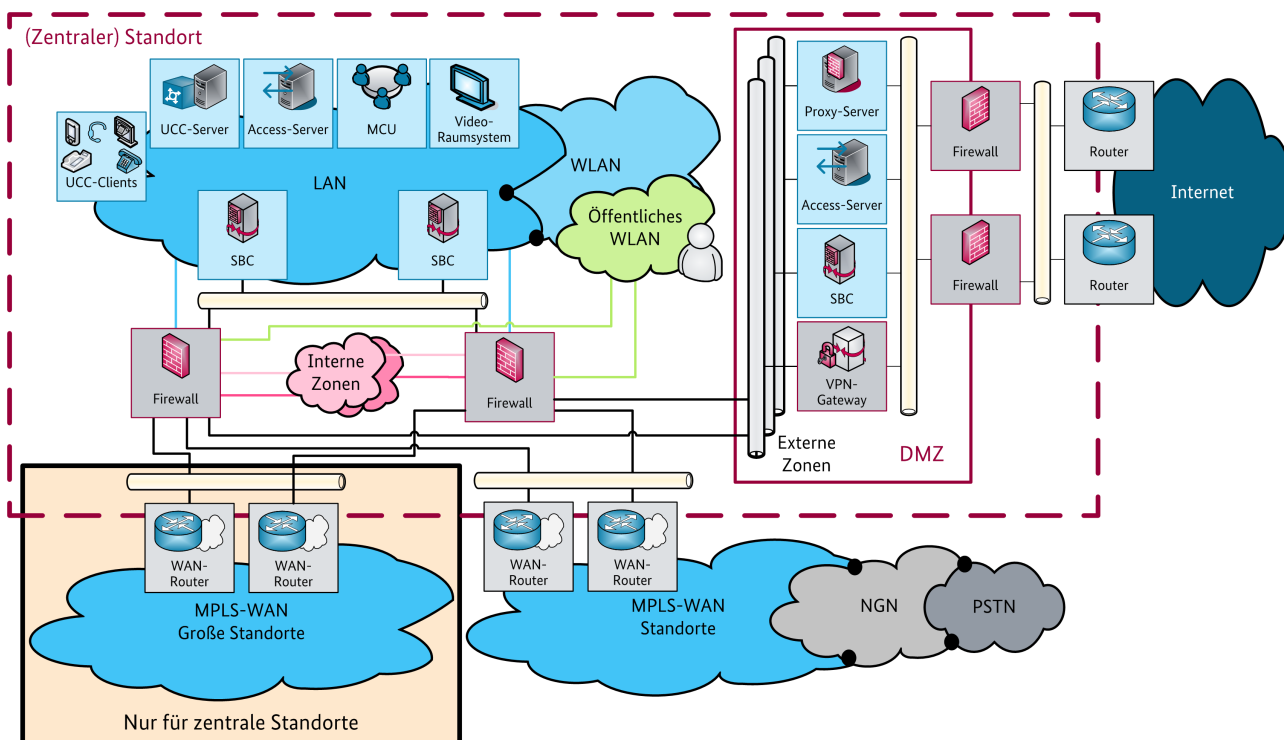 (Zentraler) Standort
UCC-Clients
UCC-Server
Access-Server
MCU
Video-
Raumsystem
LAN
WLAN
Öffentliches
WLAN
SBC
SBC
Firewall
Interne
Zonen
Firewall
Proxy-Server
Access-Server
SBC
VPN-
Gateway
Externe
Zonen
DMZ
Firewall
Firewall
Router
Router
Internet
WAN-
Router
WAN-
Router
MPLS-WAN
Große Standorte
Nur für zentrale Standorte
WAN-
Router
WAN-
Router
MPLS-WAN
Standorte
NGN
PSTN